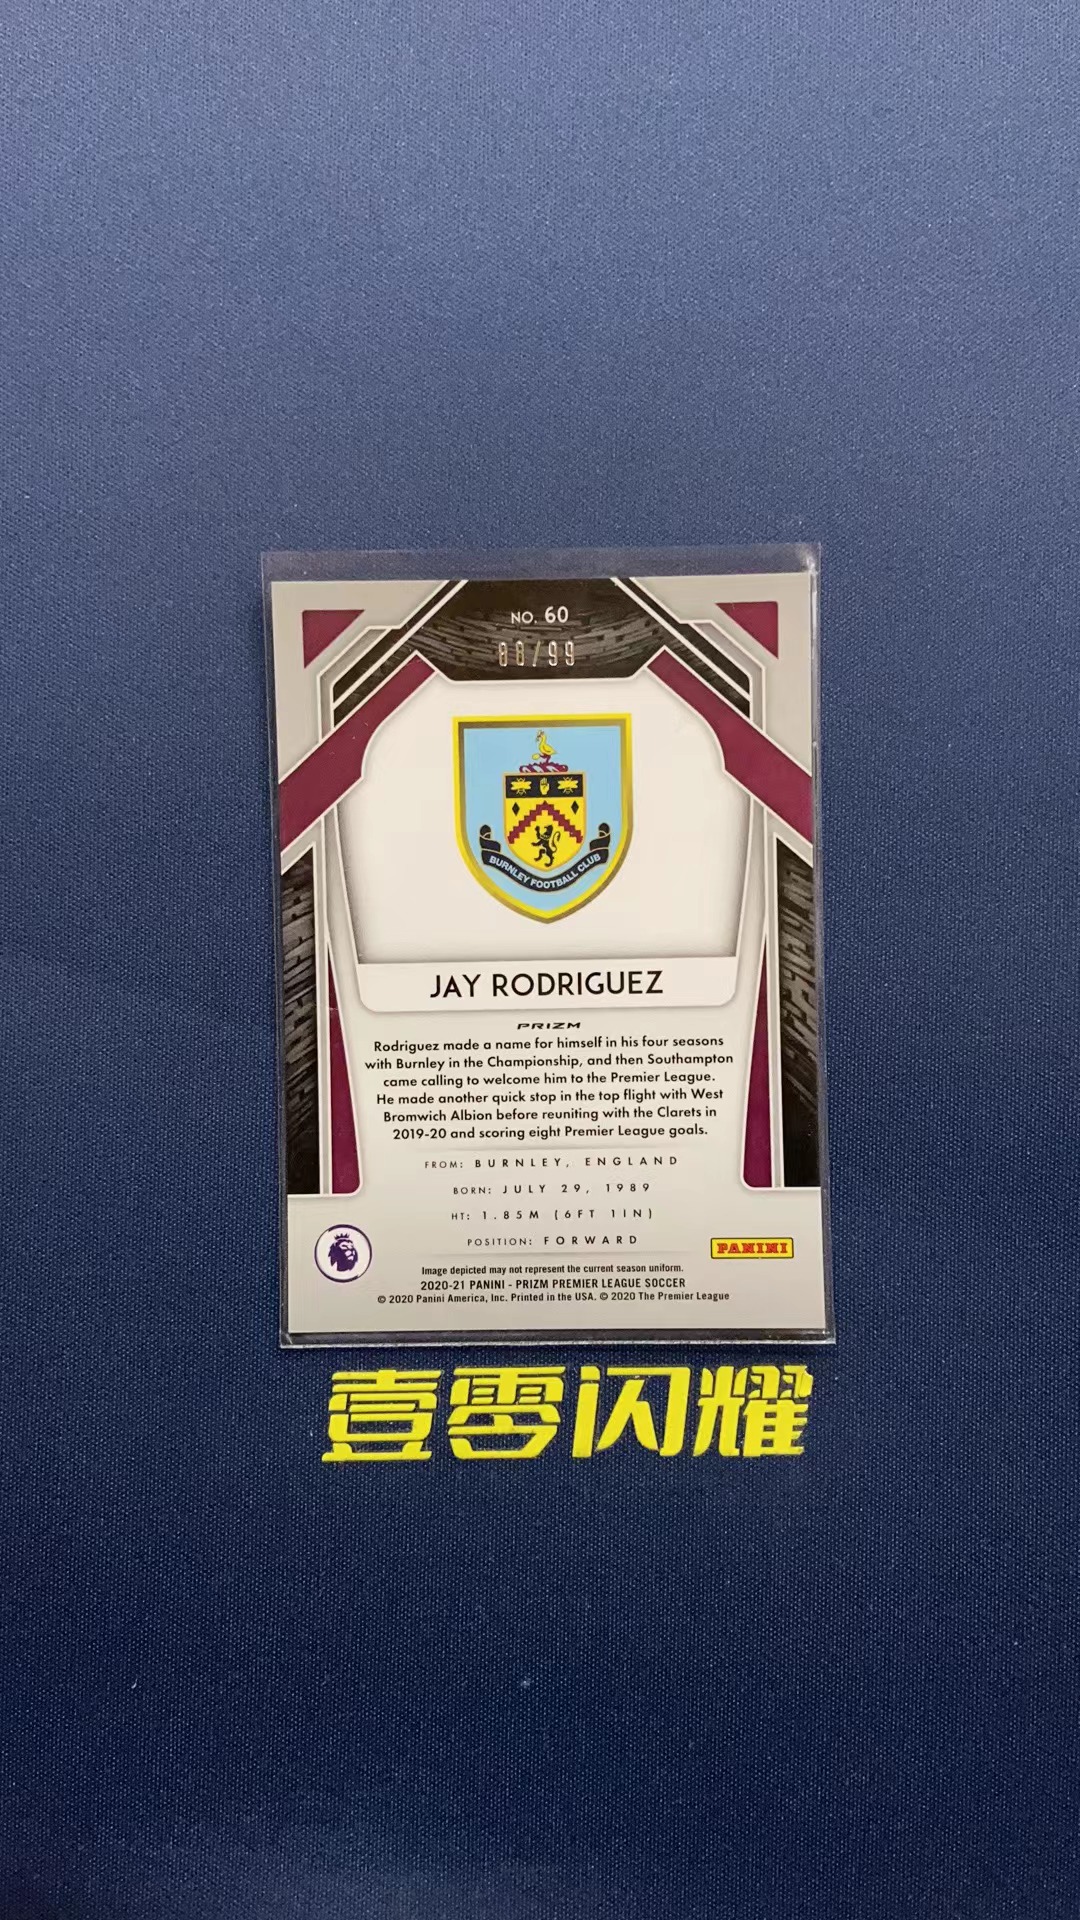 NO. 60
BURNLEY FOOTBALL CLUB
JAY RODRIGUEZ
PRIZM
Rodriguez made a name for himself in his four seasons
with Burnley in the Championship, and then Southampton
came calling to welcome him to the Premier League.
He made another quick stop in the top flight with West
Bromwich Albion before reuniting with the Clarets in
2019-20 and scoring eight Premier League goals.
FROM: BURNLEY, ENGLAND
BORN: JULY 29, 1989
HT: 1.85M (6FT 1IN)
POSITION: FORWARD
PANINI
Image depicted may not represent the current season uniform.
2020-21 PANINI - PRIZM PREMIER LEAGUE SOCCER
© 2020 Panini America, Inc. Printed in the USA. © 2020 The Premier League
壹零闪耀